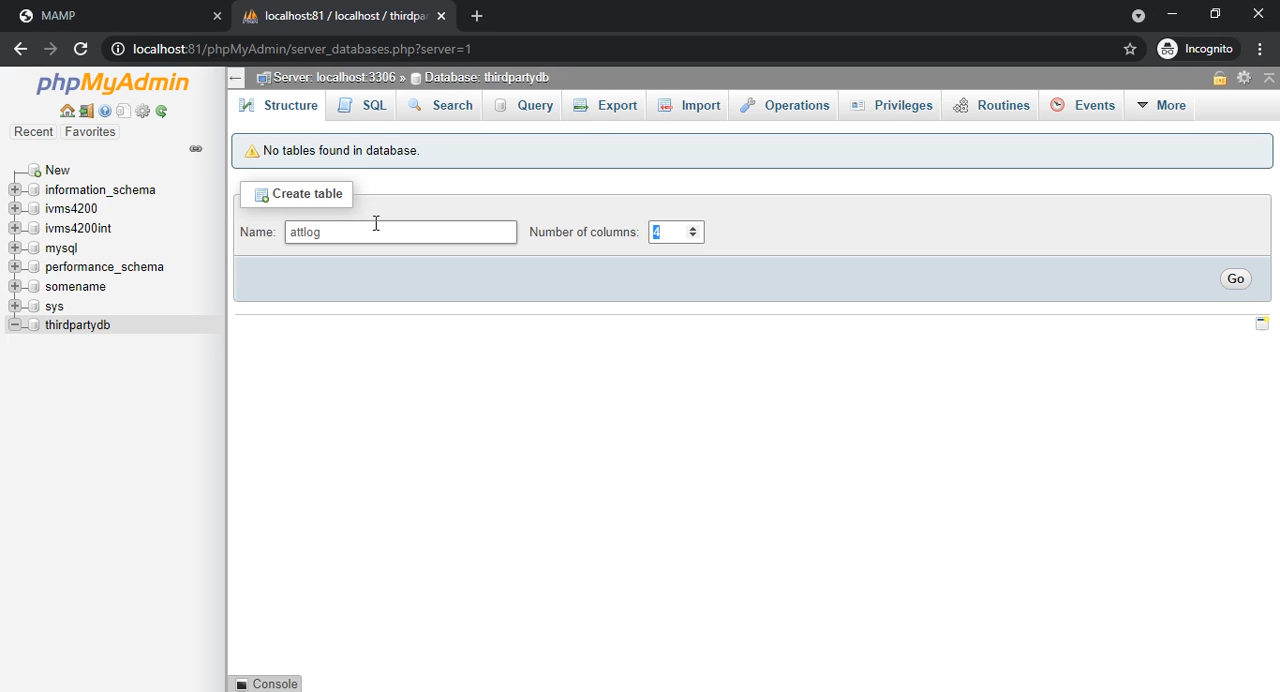 MAMP
localhost:81 / localhost / thirdpa
localhost:81/phpMyAdmin/server_databases.php?server=1
Incognito
phpMyAdmin
Server: localhost:3306 » Database: thirdpartydb
Structure SQL Search Query Export Import Operations Privileges Routines Events More
Recent Favorites
No tables found in database.
New
information_schema
Create table
ivms4200
ivms4200int
Name: attlog Number of columns: 4
mysql
performance_schema
somename
Go
sys
thirdpartydb
Console